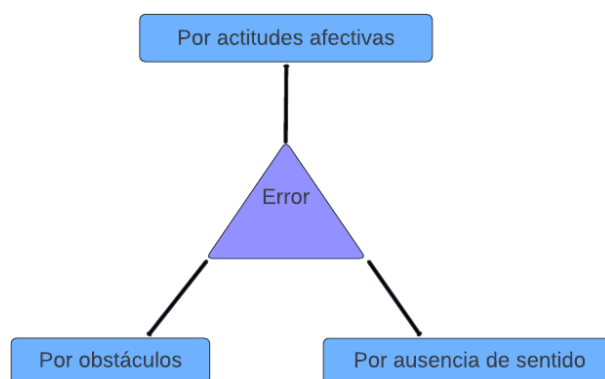 Por actitudes afectivas
Error
Por obstáculos
Por ausencia de sentido